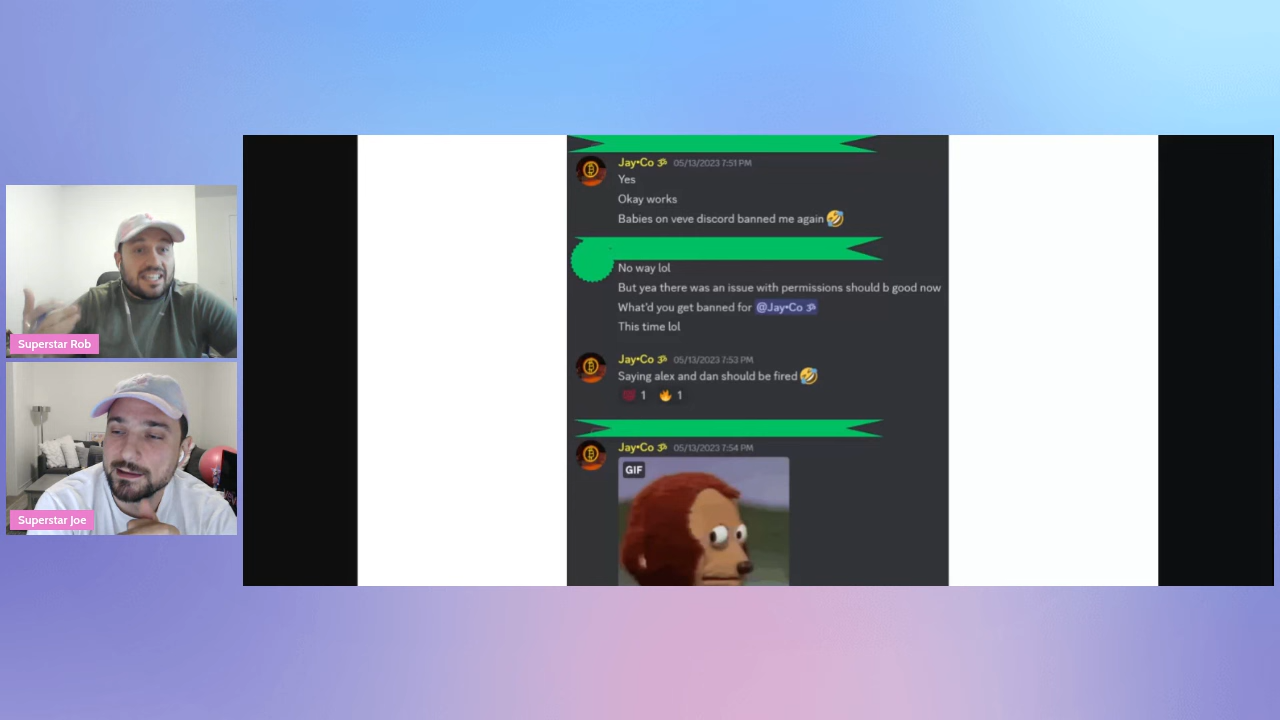 Superstar Rob
Superstar Joe
Jay•Co ॐ 05/13/2023 7:51 PM
Yes
Okay works
Babies on veve discord banned me again 🤣
No way lol
But yea there was an issue with permissions should b good now
What'd you get banned for @Jay•Co ॐ
This time lol
Jay•Co ॐ 05/13/2023 7:53 PM
Saying alex and dan should be fired 🤣
1 🔥 1
Jay•Co ॐ 05/13/2023 7:54 PM
GIF